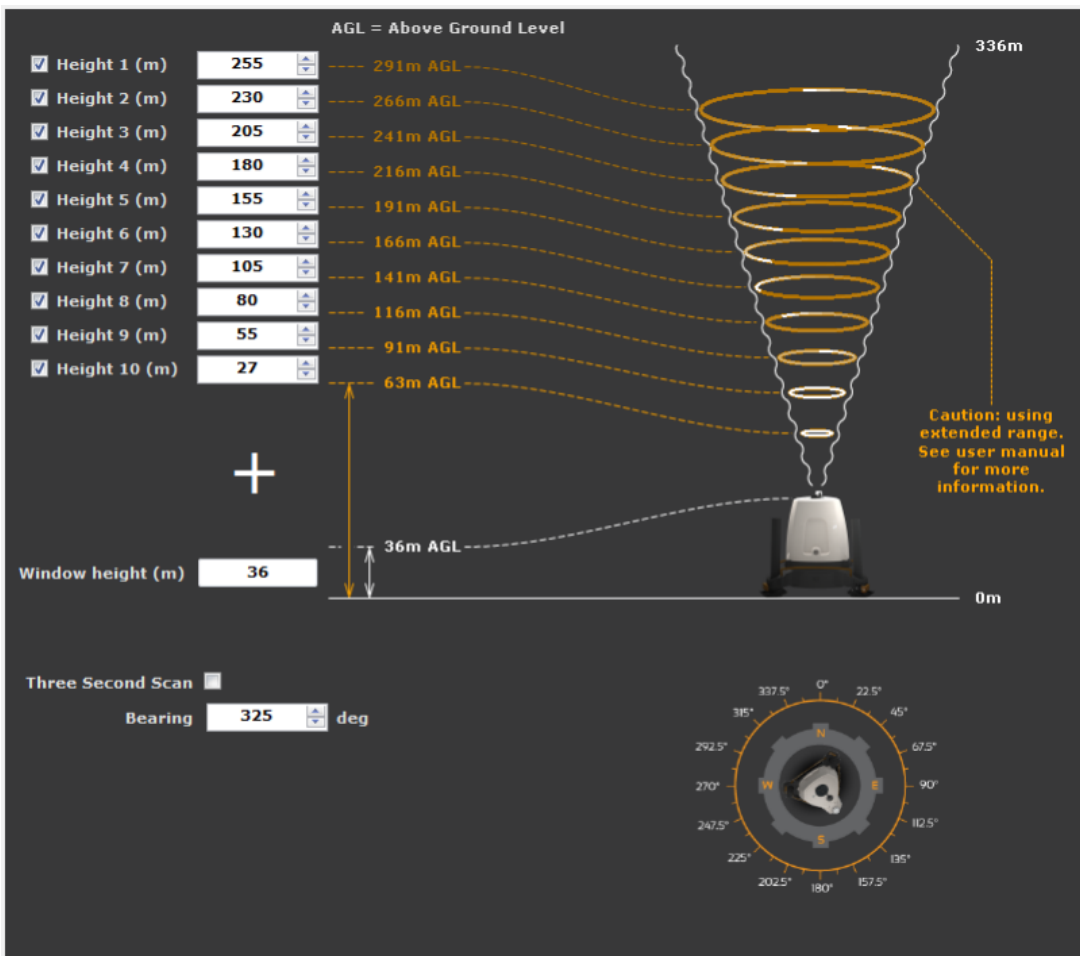 AGL = Above Ground Level
336m
Height 1 (m) 255 291m AGL
Height 2 (m) 230 266m AGL
Height 3 (m) 205 241m AGL
Height 4 (m) 180 216m AGL
Height 5 (m) 155 191m AGL
Height 6 (m) 130 166m AGL
Height 7 (m) 105 141m AGL
Height 8 (m) 80 116m AGL
Height 9 (m) 55 91m AGL
Height 10 (m) 27 63m AGL
Caution: using
extended range.
See user manual
for more
information.
+
36m AGL
Window height (m) 36
0m
Three Second Scan
Bearing 325 deg
0°
22.5°
45°
67.5°
90°
112.5°
135°
157.5°
180°
202.5°
225°
247.5°
270°
292.5°
315°
337.5°
N
E
S
W